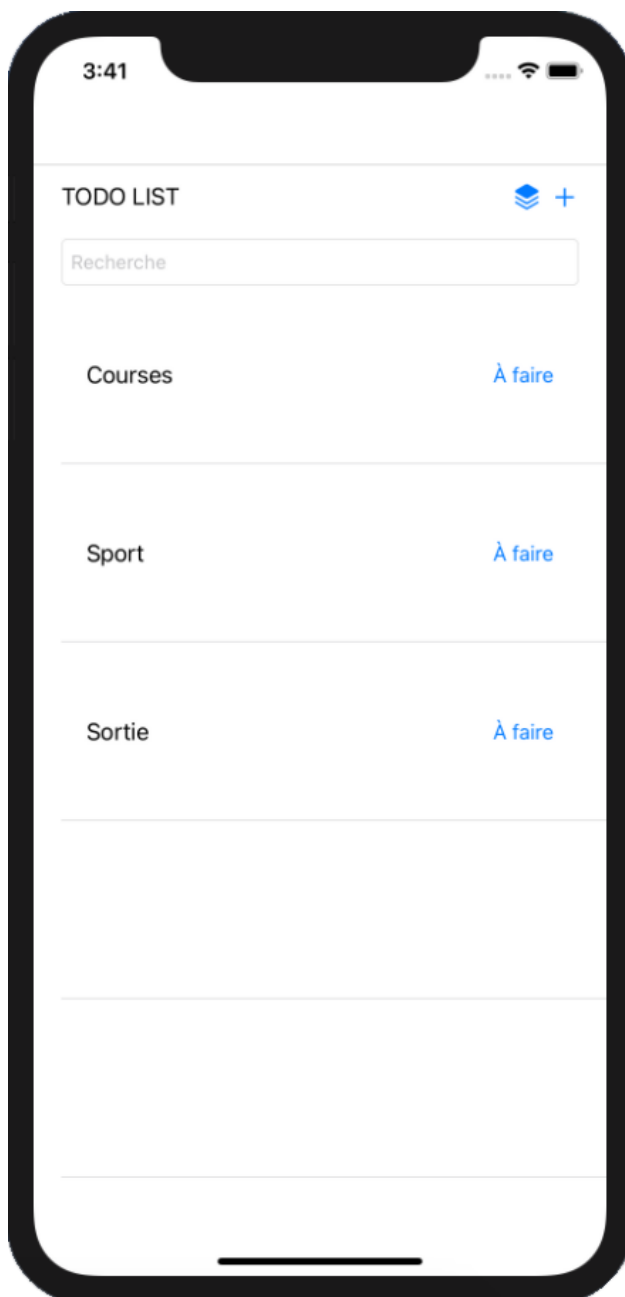 3:41
TODO LIST
Recherche
Courses À faire
Sport À faire
Sortie À faire